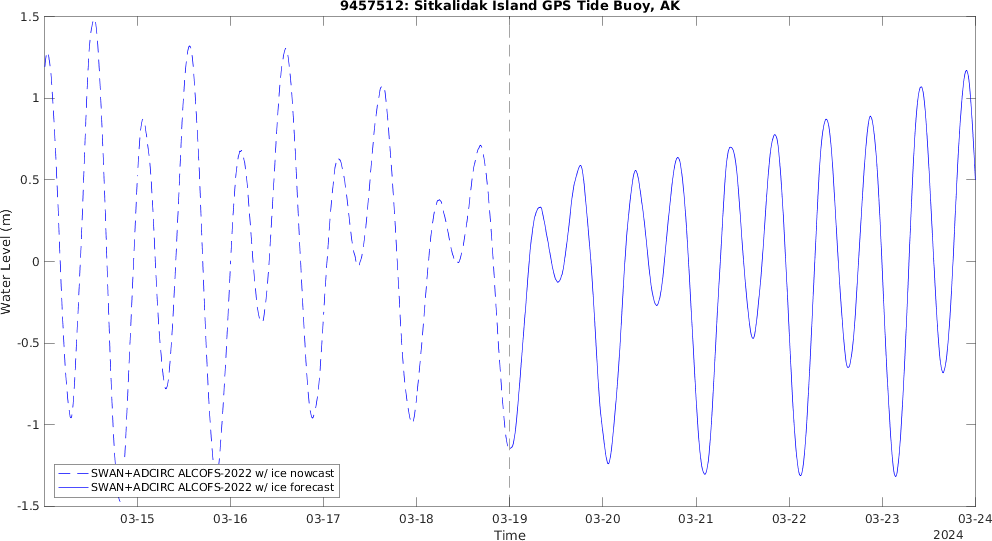 9457512: Sitkalidak Island GPS Tide Buoy, AK
Water Level (m)
1.5
1
0.5
0
-0.5
-1
-1.5
SWAN+ADCIRC ALCOFS-2022 w/ ice nowcast
SWAN+ADCIRC ALCOFS-2022 w/ ice forecast
03-15 03-16 03-17 03-18 03-19 03-20 03-21 03-22 03-23 03-24
Time
2024